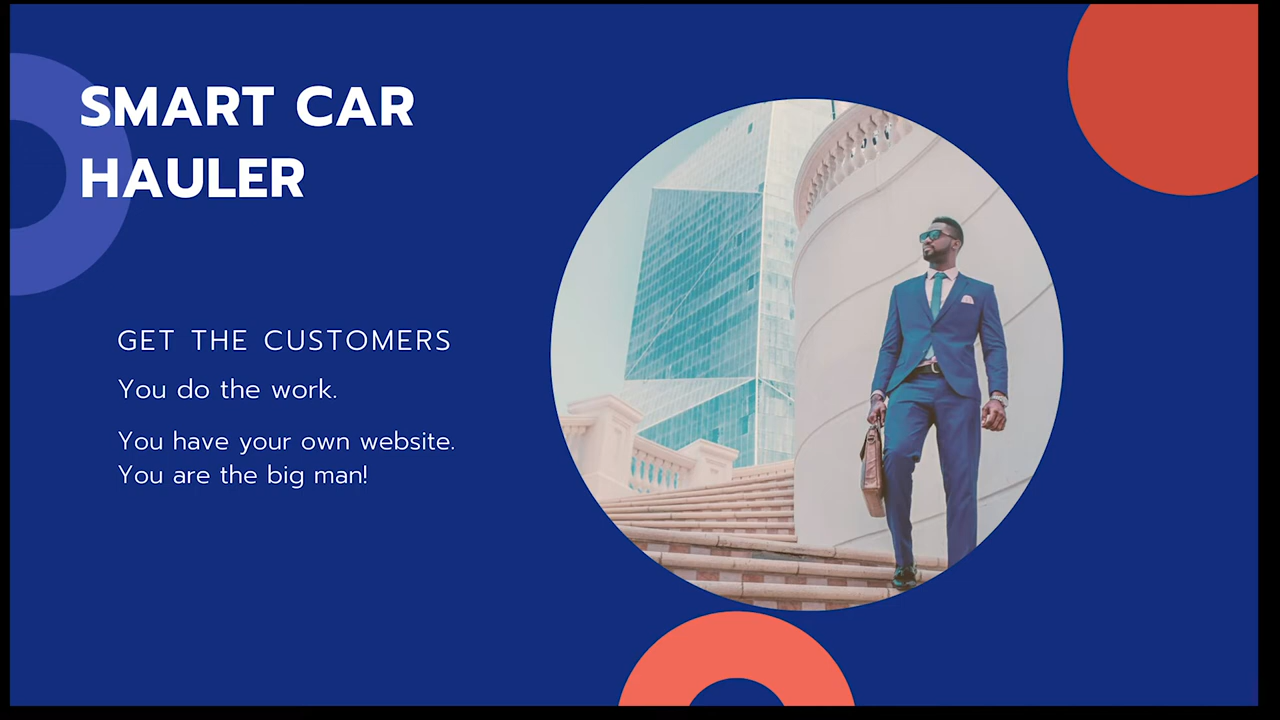 SMART CAR
HAULER
GET THE CUSTOMERS
You do the work.
You have your own website.
You are the big man!